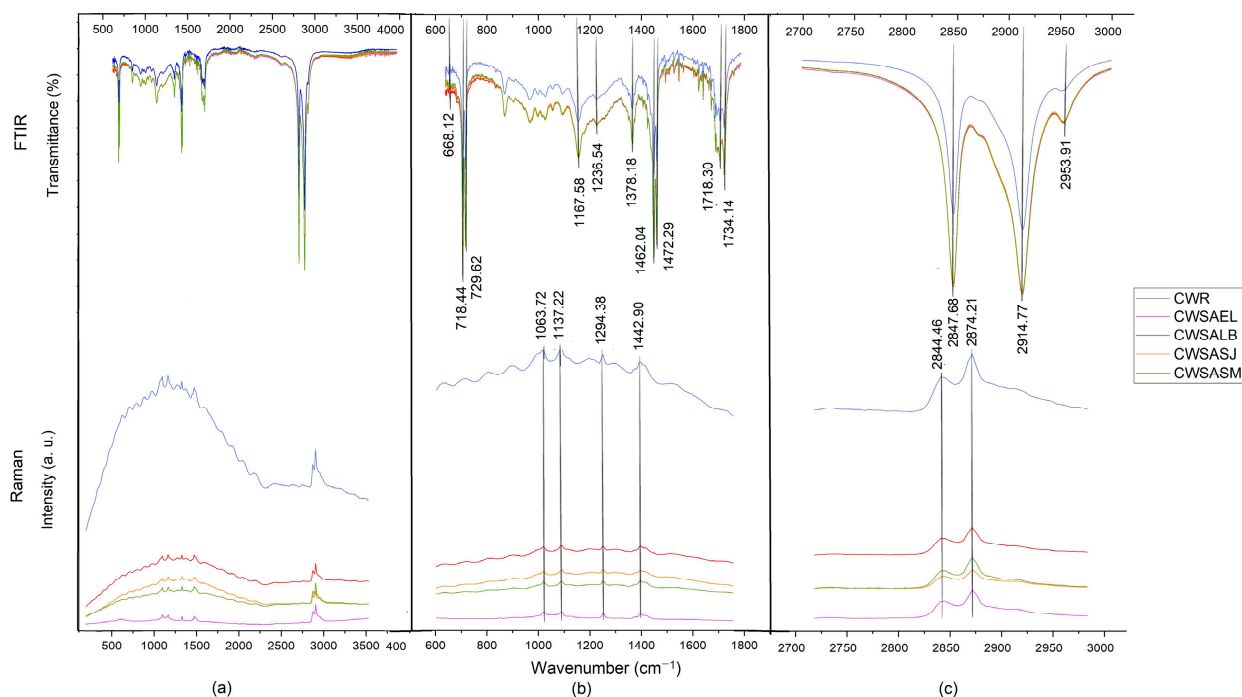 500 1000 1500 2000 2500 3000 3500 4000
600 800 1000 1200 1400 1600 1800
2700 2750 2800 2850 2900 2950 3000
FTIR
Transmittance (%)
668.12
718.44
729.62
1167.58
1236.54
1378.18
1462.04
1472.29
1718.30
1734.14
2847.68
2914.77
2953.91
Raman
Intensity (a. u.)
1063.72
1137.22
1294.38
1442.90
2844.46
2874.21
CWR
CWSAEL
CWSALB
CWSASJ
CWSASM
0 500 1000 1500 2000 2500 3000 3500 400
600 800 1000 1200 1400 1600 1800
2700 2750 2800 2850 2900 2950 3000
Wavenumber (cm⁻¹)
(a) (b) (c)